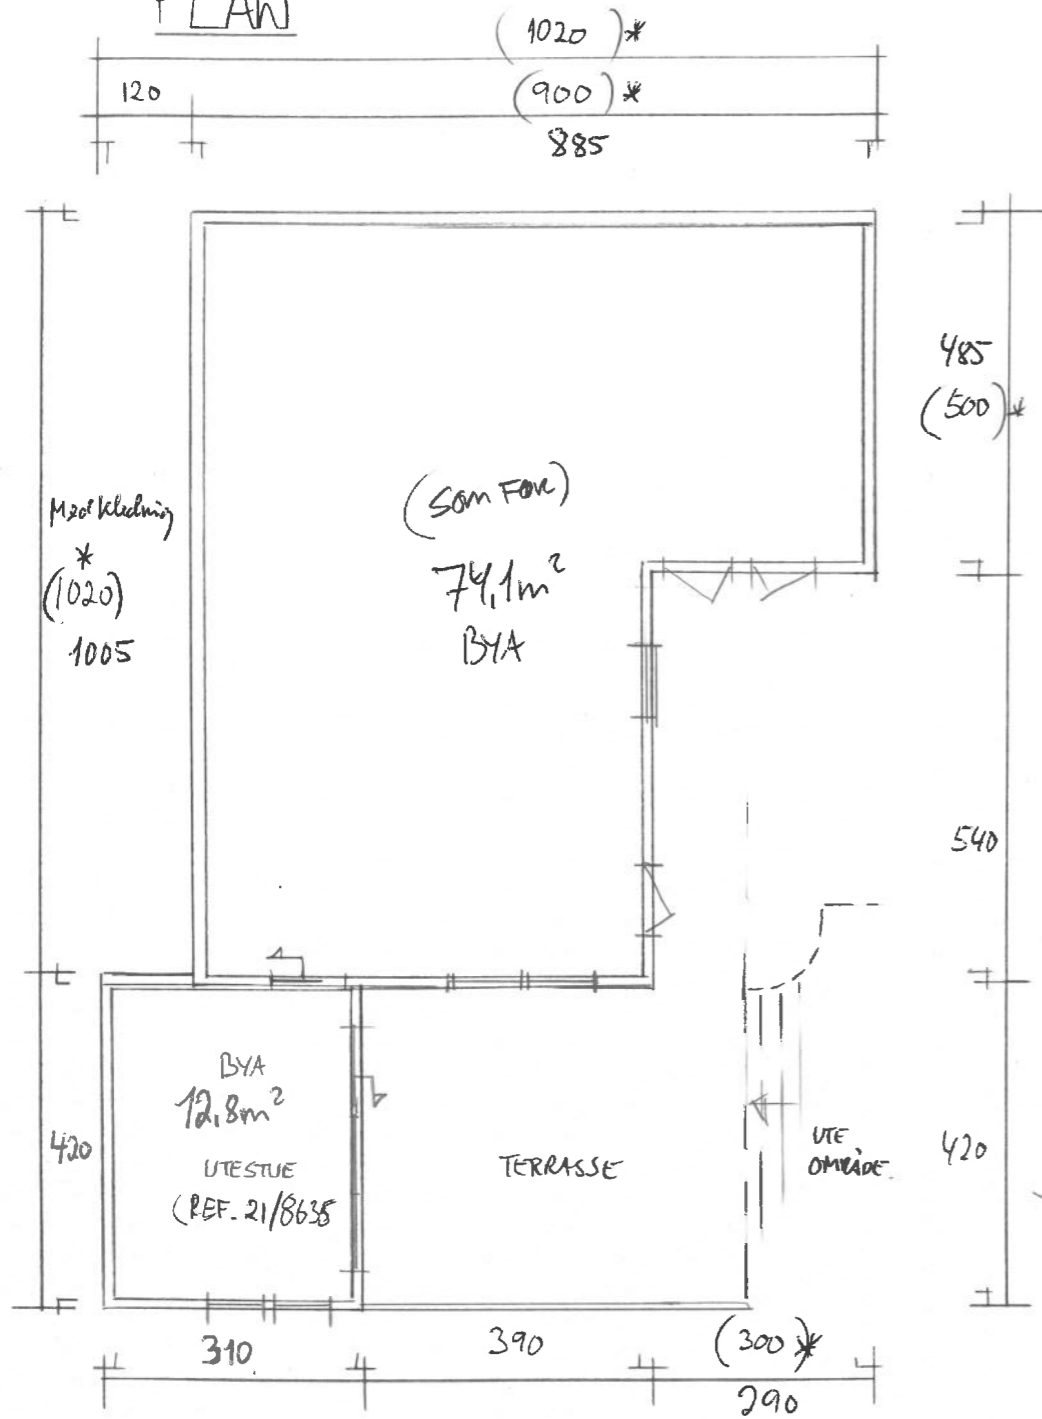 PLAN
(1020)*
120
(900)*
885
485
(500)*
Med kledning
*
(1020)
1005
(SOM FØR)
74,1m²
BYA
540
BYA
12,8m²
UTESTUE
(REF. 21/8635
420
TERRASSE
UTE
OMRÅDE.
420
310
390
(300)*
290